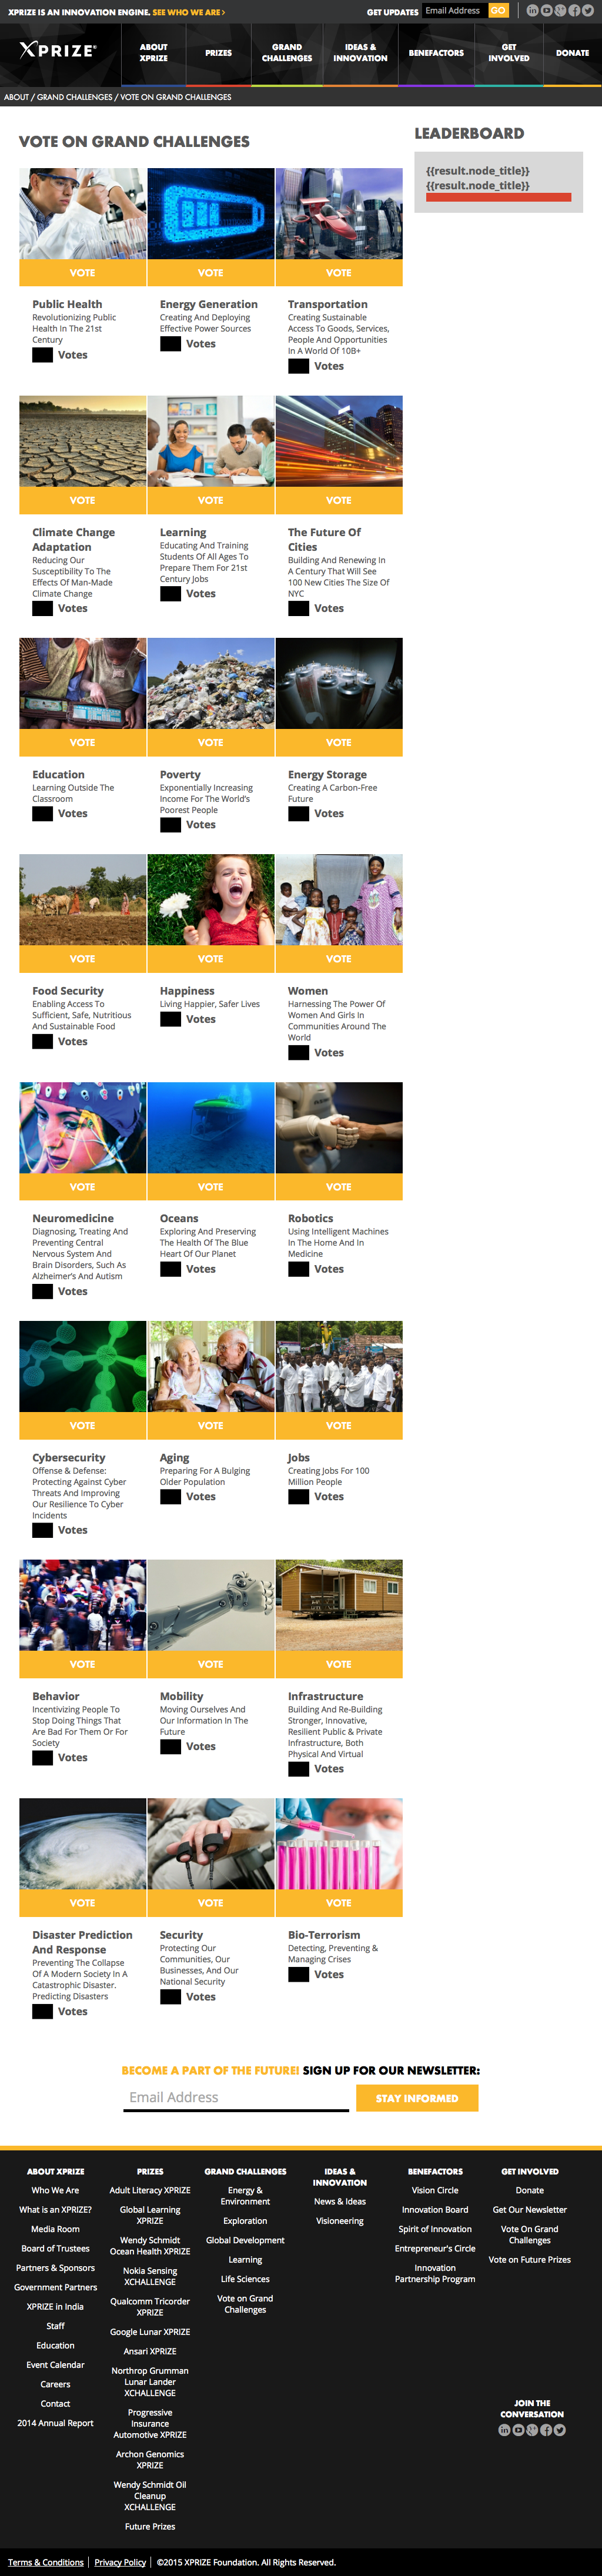 XPRIZE IS AN INNOVATION ENGINE. SEE WHO WE ARE >
GET UPDATES Email Address GO
XPRIZE
ABOUT
XPRIZE
PRIZES
GRAND
CHALLENGES
IDEAS &
INNOVATION
BENEFACTORS
GET
INVOLVED
DONATE
ABOUT / GRAND CHALLENGES / VOTE ON GRAND CHALLENGES
VOTE ON GRAND CHALLENGES
LEADERBOARD
{{result.node_title}}
{{result.node_title}}
VOTE
Public Health
Revolutionizing Public
Health In The 21st
Century
Votes
VOTE
Energy Generation
Creating And Deploying
Effective Power Sources
Votes
VOTE
Transportation
Creating Sustainable
Access To Goods, Services,
People And Opportunities
In A World Of 10B+
Votes
VOTE
Climate Change
Adaptation
Reducing Our
Susceptibility To The
Effects Of Man-Made
Climate Change
Votes
VOTE
Learning
Educating And Training
Students Of All Ages To
Prepare Them For 21st
Century Jobs
Votes
VOTE
The Future Of
Cities
Building And Renewing In
A Century That Will See
100 New Cities The Size Of
NYC
Votes
VOTE
Education
Learning Outside The
Classroom
Votes
VOTE
Poverty
Exponentially Increasing
Income For The World's
Poorest People
Votes
VOTE
Energy Storage
Creating A Carbon-Free
Future
Votes
VOTE
Food Security
Enabling Access To
Sufficient, Safe, Nutritious
And Sustainable Food
Votes
VOTE
Happiness
Living Happier, Safer Lives
Votes
VOTE
Women
Harnessing The Power Of
Women And Girls In
Communities Around The
World
Votes
VOTE
Neuromedicine
Diagnosing, Treating And
Preventing Central
Nervous System And
Brain Disorders, Such As
Alzheimer's And Autism
Votes
VOTE
Oceans
Exploring And Preserving
The Health Of The Blue
Heart Of Our Planet
Votes
VOTE
Robotics
Using Intelligent Machines
In The Home And In
Medicine
Votes
VOTE
Cybersecurity
Offense & Defense:
Protecting Against Cyber
Threats And Improving
Our Resilience To Cyber
Incidents
Votes
VOTE
Aging
Preparing For A Bulging
Older Population
Votes
VOTE
Jobs
Creating Jobs For 100
Million People
Votes
VOTE
Behavior
Incentivizing People To
Stop Doing Things That
Are Bad For Them Or For
Society
Votes
VOTE
Mobility
Moving Ourselves And
Our Information In The
Future
Votes
VOTE
Infrastructure
Building And Re-Building
Stronger, Innovative,
Resilient Public & Private
Infrastructure, Both
Physical And Virtual
Votes
VOTE
Disaster Prediction
And Response
Preventing The Collapse
Of A Modern Society In A
Catastrophic Disaster.
Predicting Disasters
Votes
VOTE
Security
Protecting Our
Communities, Our
Businesses, And Our
National Security
Votes
VOTE
Bio-Terrorism
Detecting, Preventing &
Managing Crises
Votes
BECOME A PART OF THE FUTURE! SIGN UP FOR OUR NEWSLETTER:
Email Address
STAY INFORMED
ABOUT XPRIZE
Who We Are
What is an XPRIZE?
Media Room
Board of Trustees
Partners & Sponsors
Government Partners
XPRIZE in India
Staff
Education
Event Calendar
Careers
Contact
2014 Annual Report
PRIZES
Adult Literacy XPRIZE
Global Learning
XPRIZE
Wendy Schmidt
Ocean Health XPRIZE
Nokia Sensing
XCHALLENGE
Qualcomm Tricorder
XPRIZE
Google Lunar XPRIZE
Ansari XPRIZE
Northrop Grumman
Lunar Lander
XCHALLENGE
Progressive
Insurance
Automotive XPRIZE
Archon Genomics
XPRIZE
Wendy Schmidt Oil
Cleanup
XCHALLENGE
Future Prizes
GRAND CHALLENGES
Energy &
Environment
Exploration
Global Development
Learning
Life Sciences
Vote on Grand
Challenges
IDEAS &
INNOVATION
News & Ideas
Visioneering
BENEFACTORS
Vision Circle
Innovation Board
Spirit of Innovation
Entrepreneur's Circle
Innovation
Partnership Program
GET INVOLVED
Donate
Get Our Newsletter
Vote On Grand
Challenges
Vote on Future Prizes
JOIN THE
CONVERSATION
Terms & Conditions | Privacy Policy | ©2015 XPRIZE Foundation. All Rights Reserved.